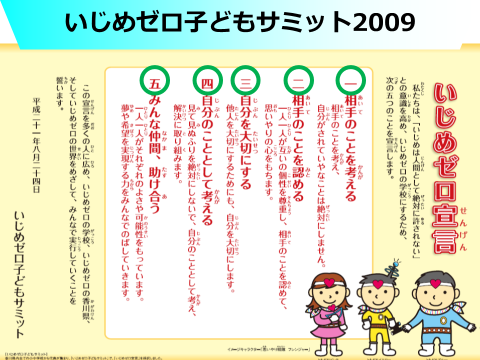 いじめゼロ子どもサミット2009
いじめゼロ宣言
せんげん
私たちは、「いじめは人間として絶対に許されない」
との意識を高め、いじめゼロの学校にするため、
次の五つのことを宣言します。
一 相手のことを考える
相手のことを考え、
自分がされていやなことは絶対にしません。
二 相手のことを認める
一人一人が互いの個性を尊重し、相手のことを認めて、
思いやりの心をもちます。
三 自分を大切にする
他人を大切にするためにも、自分を大切にします。
四 自分のこととして考える
見て見ぬふりを絶対にしないで、自分のこととして考え、
解決に取り組みます。
五 みんな仲間、助け合う
一人一人がそれぞれのよさや可能性をもっています。
夢や希望を実現する力をみんなでのばしていきます。
この宣言を多くの人に広め、いじめゼロの学校、いじめゼロの香川県、
そしていじめゼロの世界をめざして、みんなで実行していくことを
誓います。
平成二十一年八月二十四日
いじめゼロ子どもサミット